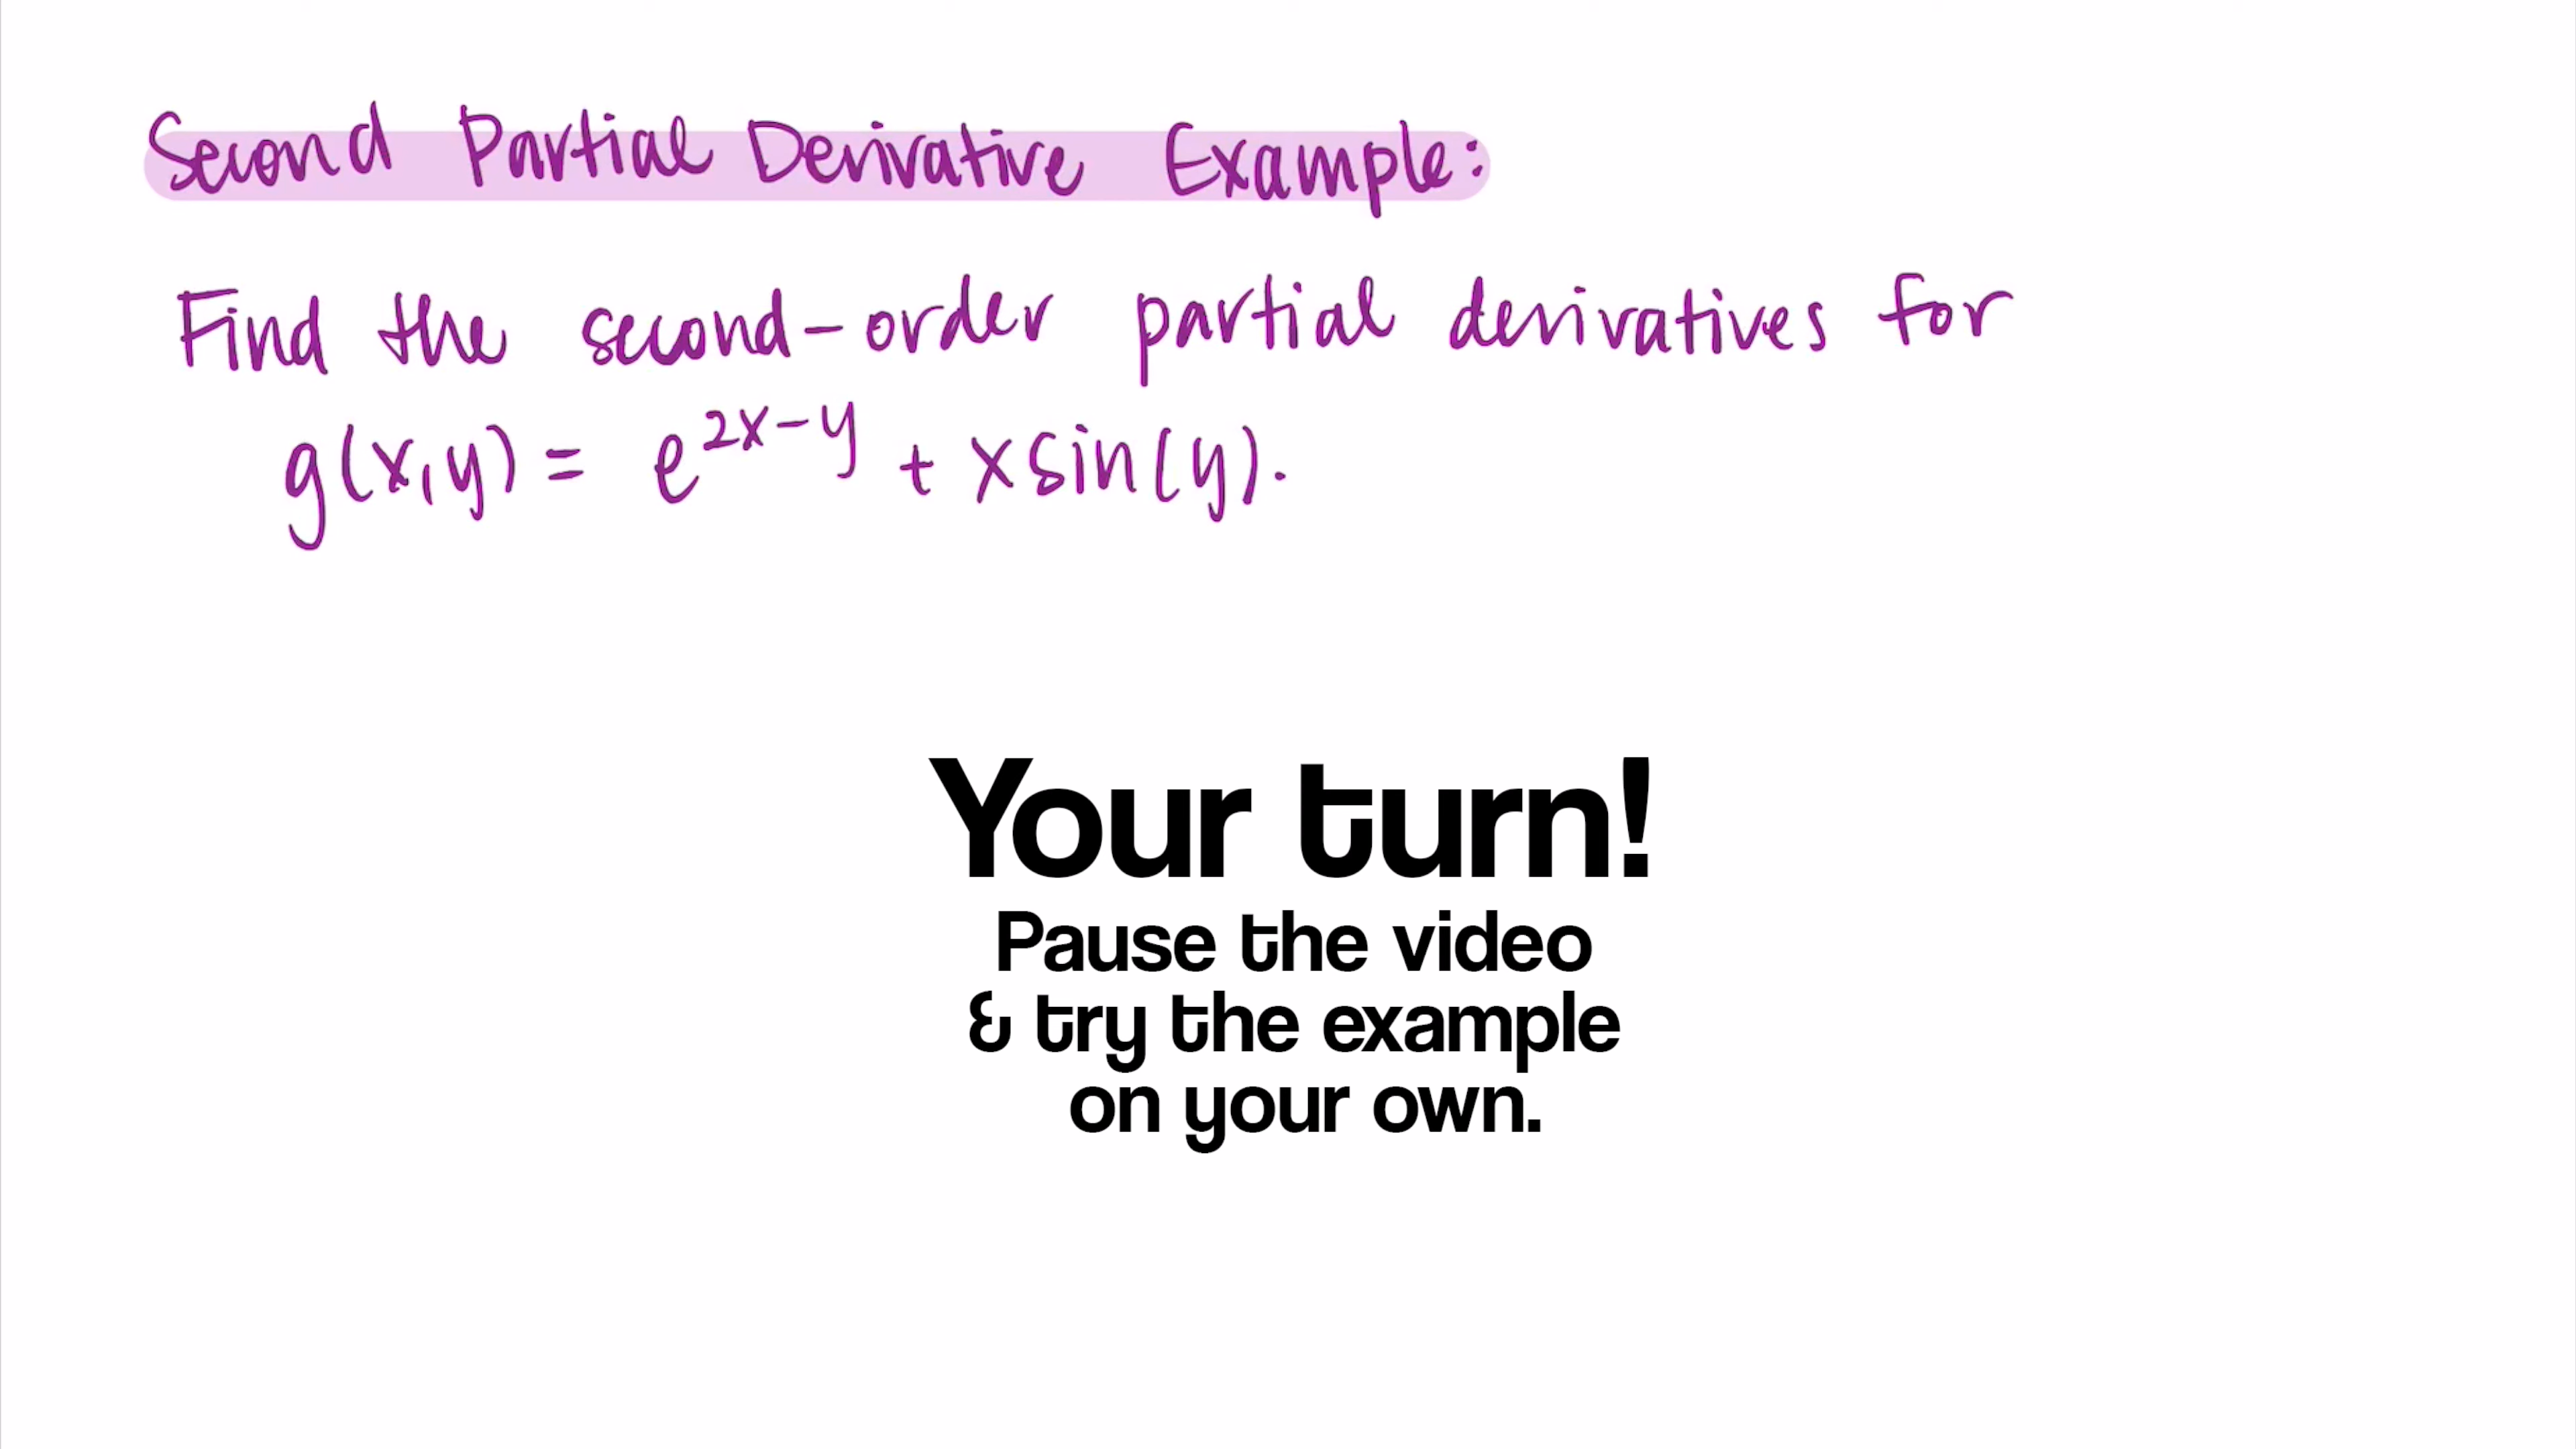 Second Partial Derivative Example:
Find the second-order partial derivatives for
g(x,y) = e^{2x-y} + x sin(y).
Your turn!
Pause the video
& try the example
on your own.